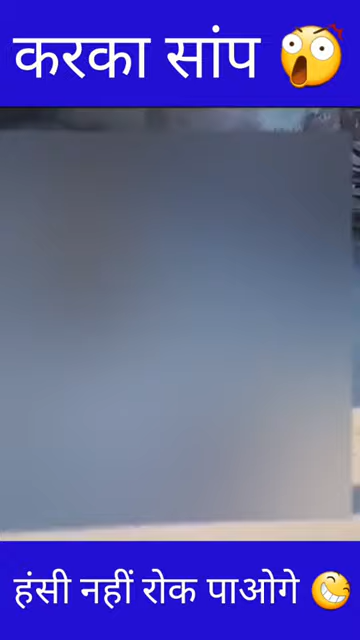 करका सांप 😲
हंसी नहीं रोक पाओगे 😆